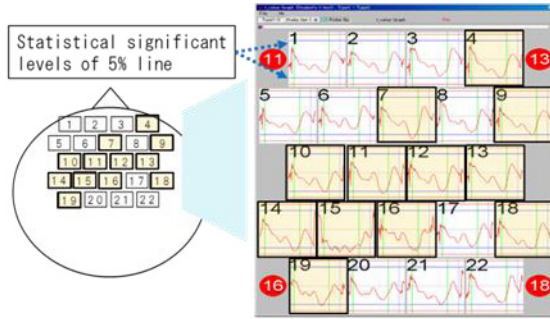 Statistical significant
levels of 5% line
1 2 3 4
5 6 7 8 9
10 11 12 13
14 15 16 17 18
19 20 21 22
11 1 2 3 4 13
5 6 7 8 9
10 11 12 13
14 15 16 17 18
16 19 20 21 22 18